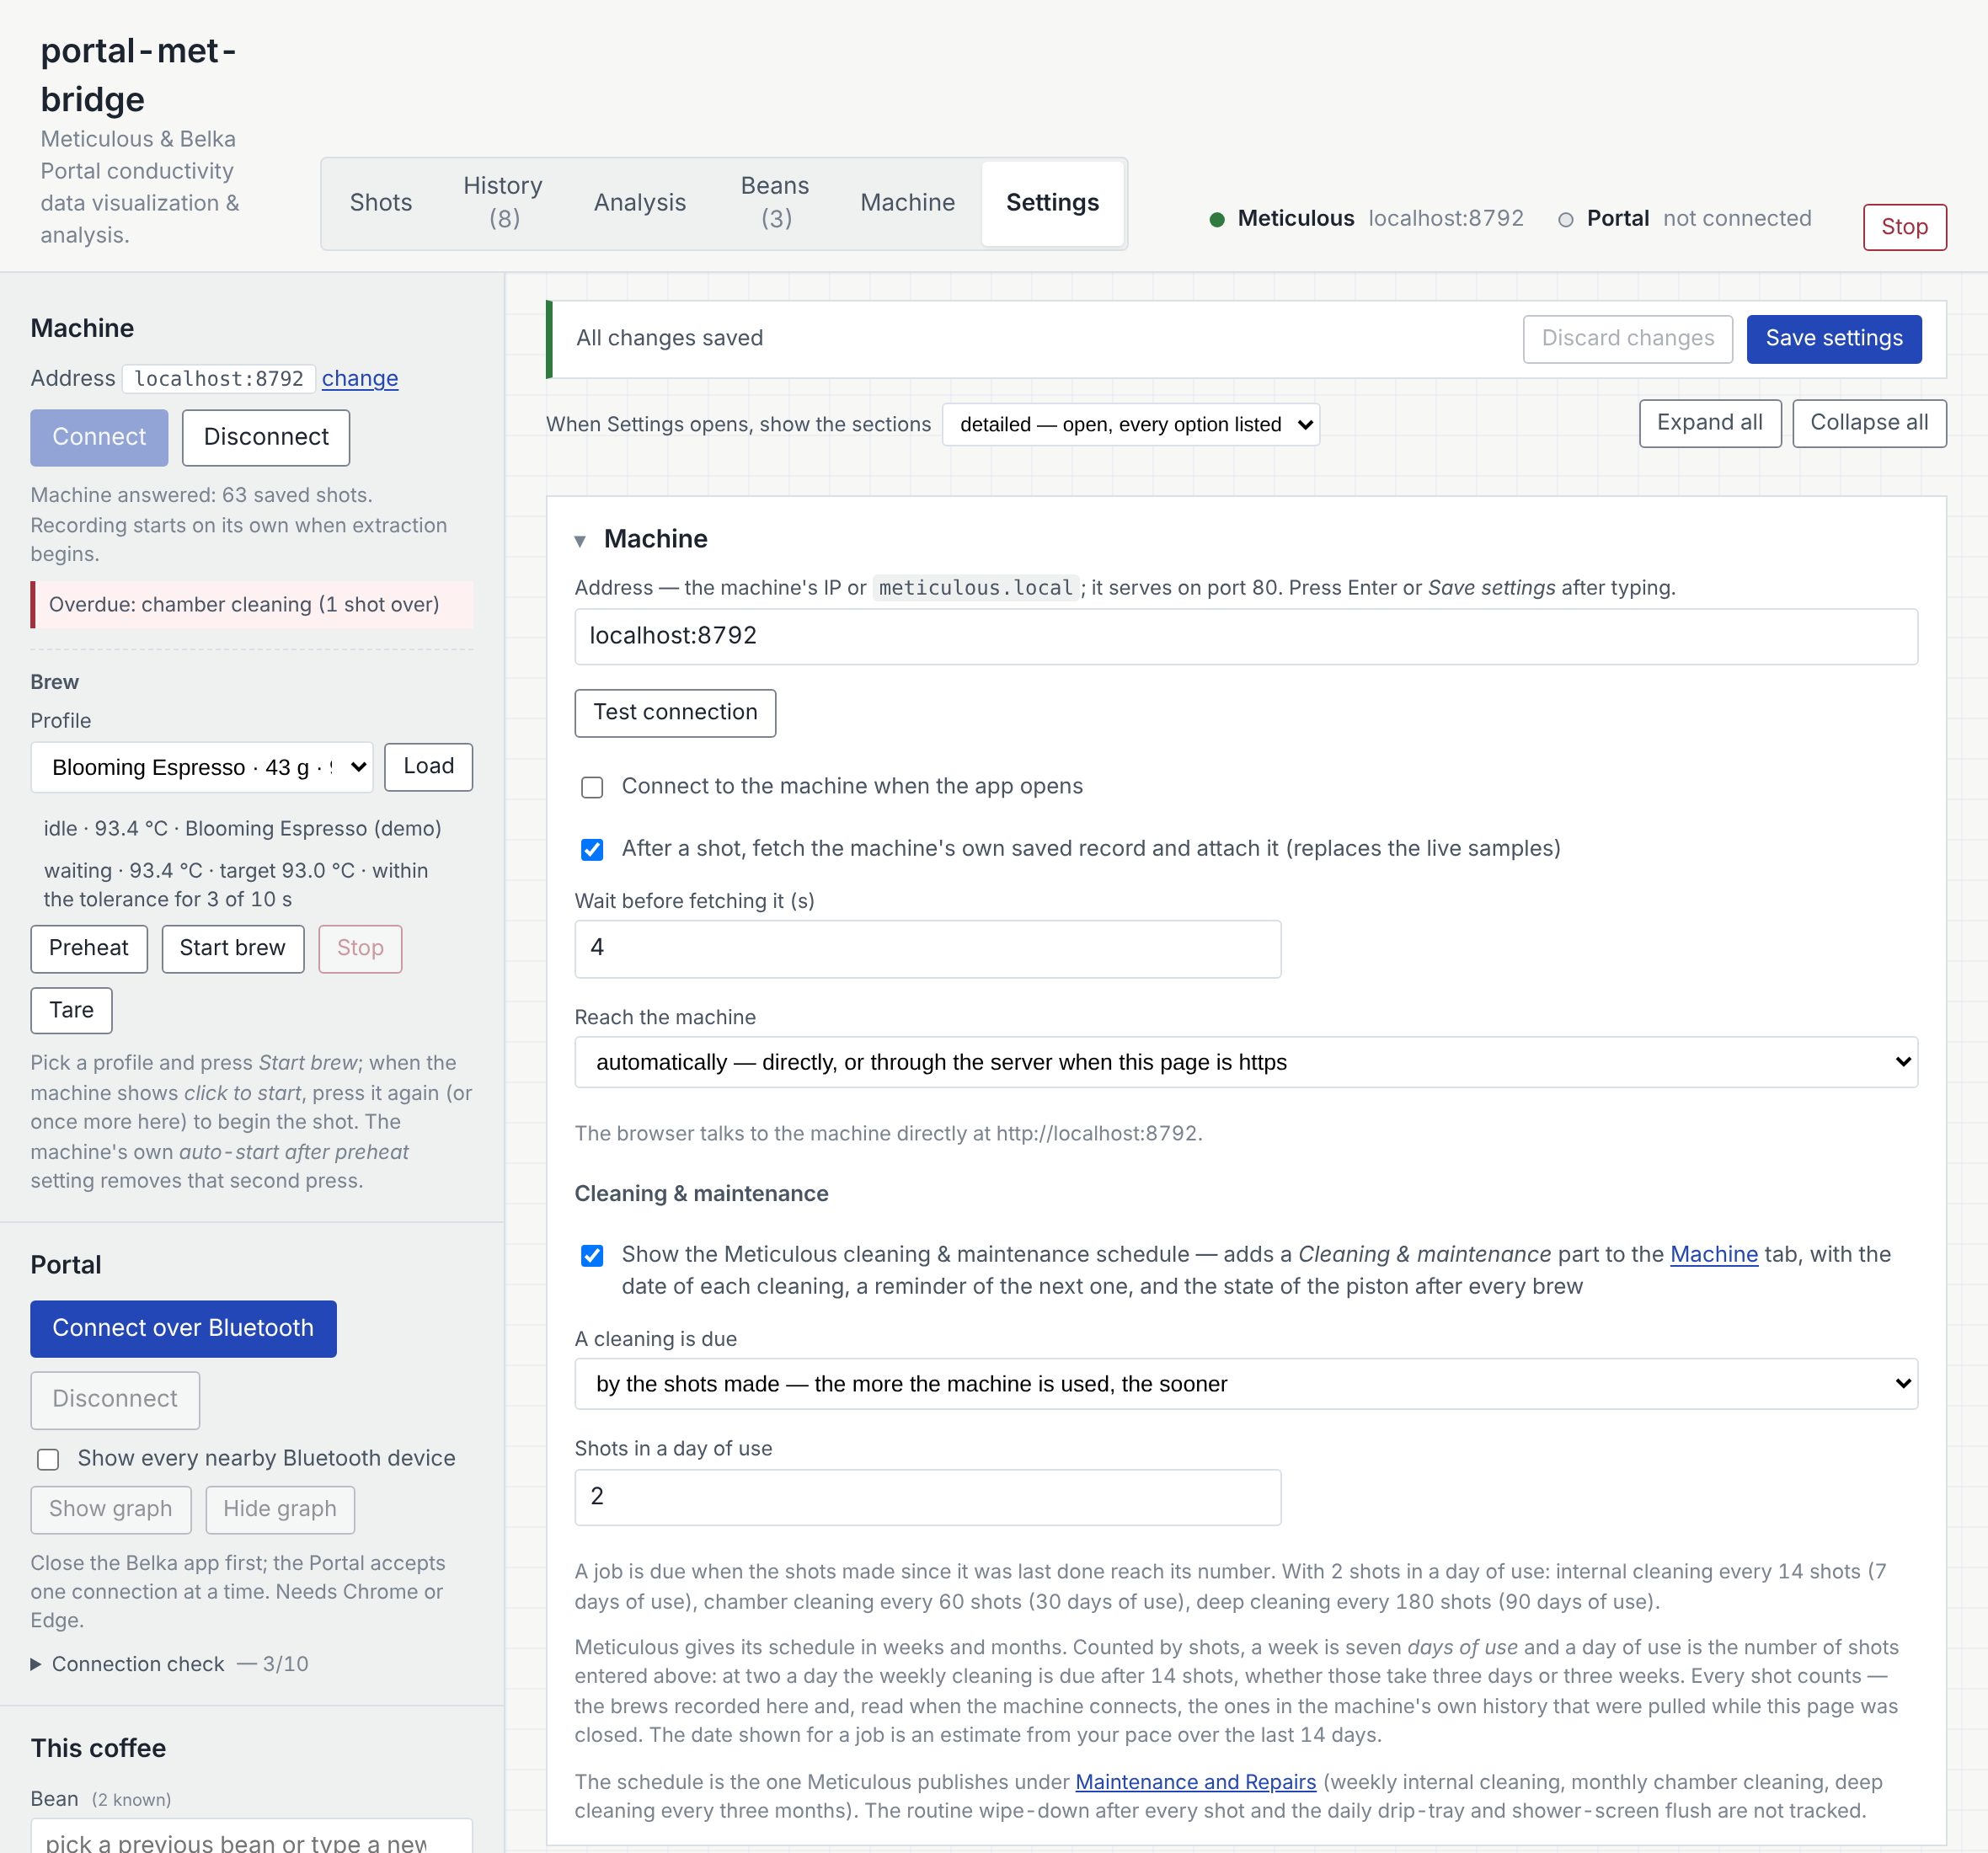 portal-met-
bridge
Meticulous & Belka
Portal conductivity
data visualization &
analysis.
Shots
History
(8)
Analysis
Beans
(3)
Machine
Settings
Meticulous localhost:8792
Portal not connected
Stop
Machine
Address localhost:8792 change
Connect
Disconnect
Machine answered: 63 saved shots.
Recording starts on its own when extraction
begins.
Overdue: chamber cleaning (1 shot over)
Brew
Profile
Blooming Espresso · 43 g ·
Load
idle · 93.4 °C · Blooming Espresso (demo)
waiting · 93.4 °C · target 93.0 °C · within
the tolerance for 3 of 10 s
Preheat
Start brew
Stop
Tare
Pick a profile and press Start brew; when the
machine shows click to start, press it again (or
once more here) to begin the shot. The
machine's own auto-start after preheat
setting removes that second press.
Portal
Connect over Bluetooth
Disconnect
Show every nearby Bluetooth device
Show graph
Hide graph
Close the Belka app first; the Portal accepts
one connection at a time. Needs Chrome or
Edge.
Connection check — 3/10
This coffee
Bean (2 known)
pick a previous bean or type a new
All changes saved
Discard changes
Save settings
When Settings opens, show the sections
detailed — open, every option listed
Expand all
Collapse all
Machine
Address — the machine's IP or meticulous.local; it serves on port 80. Press Enter or Save settings after typing.
localhost:8792
Test connection
Connect to the machine when the app opens
After a shot, fetch the machine's own saved record and attach it (replaces the live samples)
Wait before fetching it (s)
4
Reach the machine
automatically — directly, or through the server when this page is https
The browser talks to the machine directly at http://localhost:8792.
Cleaning & maintenance
Show the Meticulous cleaning & maintenance schedule — adds a Cleaning & maintenance part to the Machine tab, with the
date of each cleaning, a reminder of the next one, and the state of the piston after every brew
A cleaning is due
by the shots made — the more the machine is used, the sooner
Shots in a day of use
2
A job is due when the shots made since it was last done reach its number. With 2 shots in a day of use: internal cleaning every 14 shots (7
days of use), chamber cleaning every 60 shots (30 days of use), deep cleaning every 180 shots (90 days of use).
Meticulous gives its schedule in weeks and months. Counted by shots, a week is seven days of use and a day of use is the number of shots
entered above: at two a day the weekly cleaning is due after 14 shots, whether those take three days or three weeks. Every shot counts —
the brews recorded here and, read when the machine connects, the ones in the machine's own history that were pulled while this page was
closed. The date shown for a job is an estimate from your pace over the last 14 days.
The schedule is the one Meticulous publishes under Maintenance and Repairs (weekly internal cleaning, monthly chamber cleaning, deep
cleaning every three months). The routine wipe-down after every shot and the daily drip-tray and shower-screen flush are not tracked.